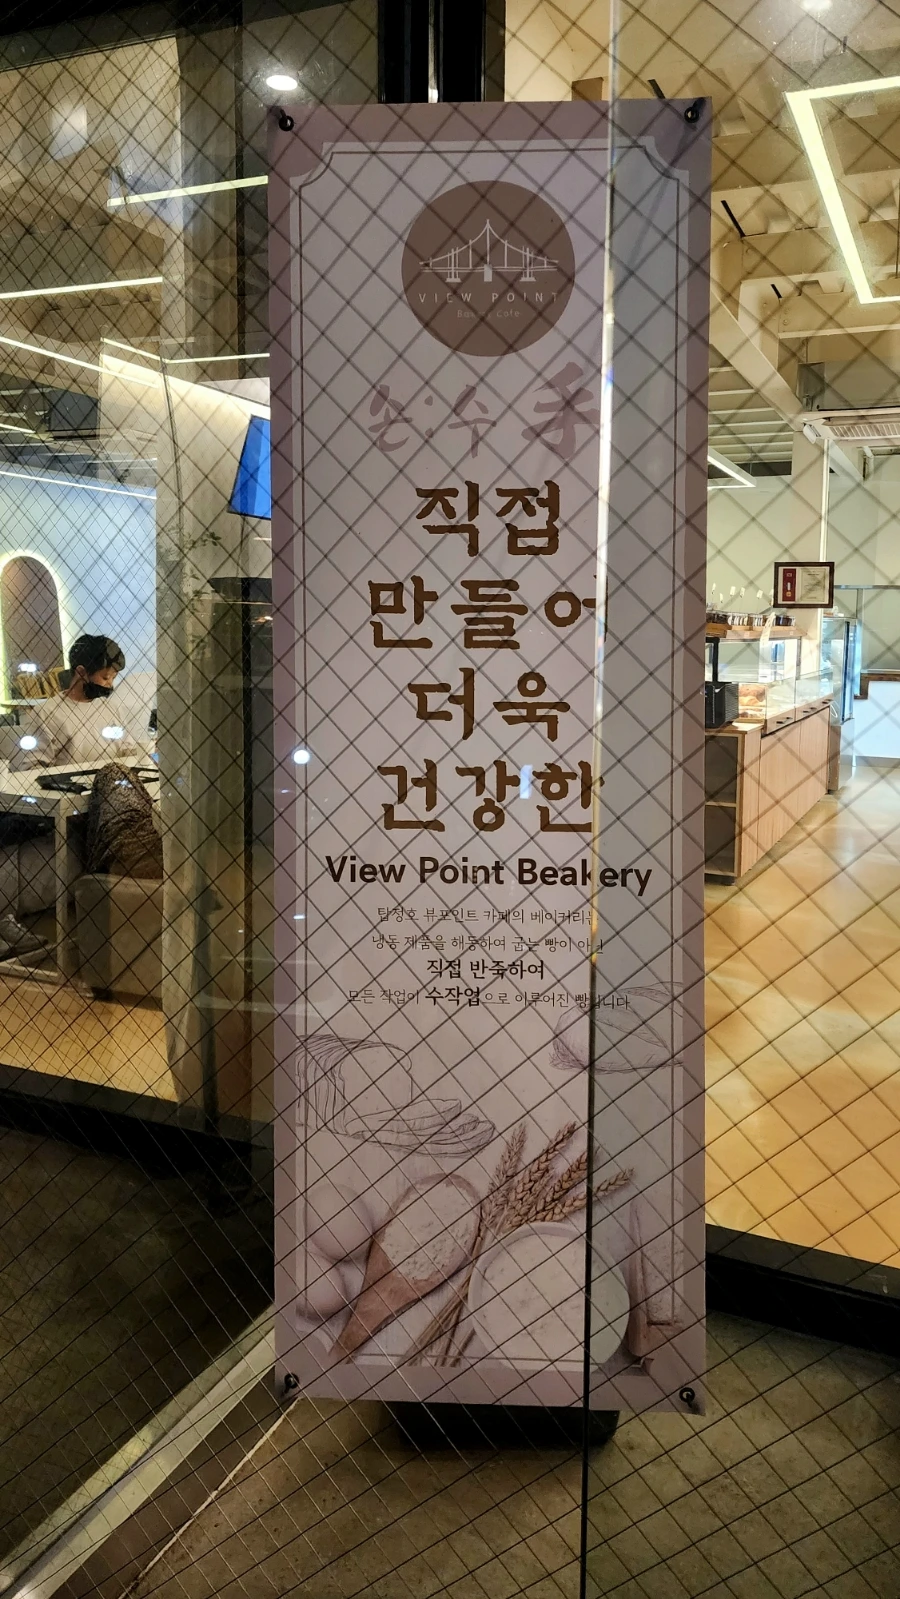 VIEW POINT
Bakery Cafe
손:수 手
직접
만들어
더욱
건강한
View Point Beakery
탑정호 뷰포인트 카페의 베이커리는
냉동 제품을 해동하여 굽는 빵이 아닌
직접 반죽하여
모든 작업이 수작업으로 이루어진 빵입니다.